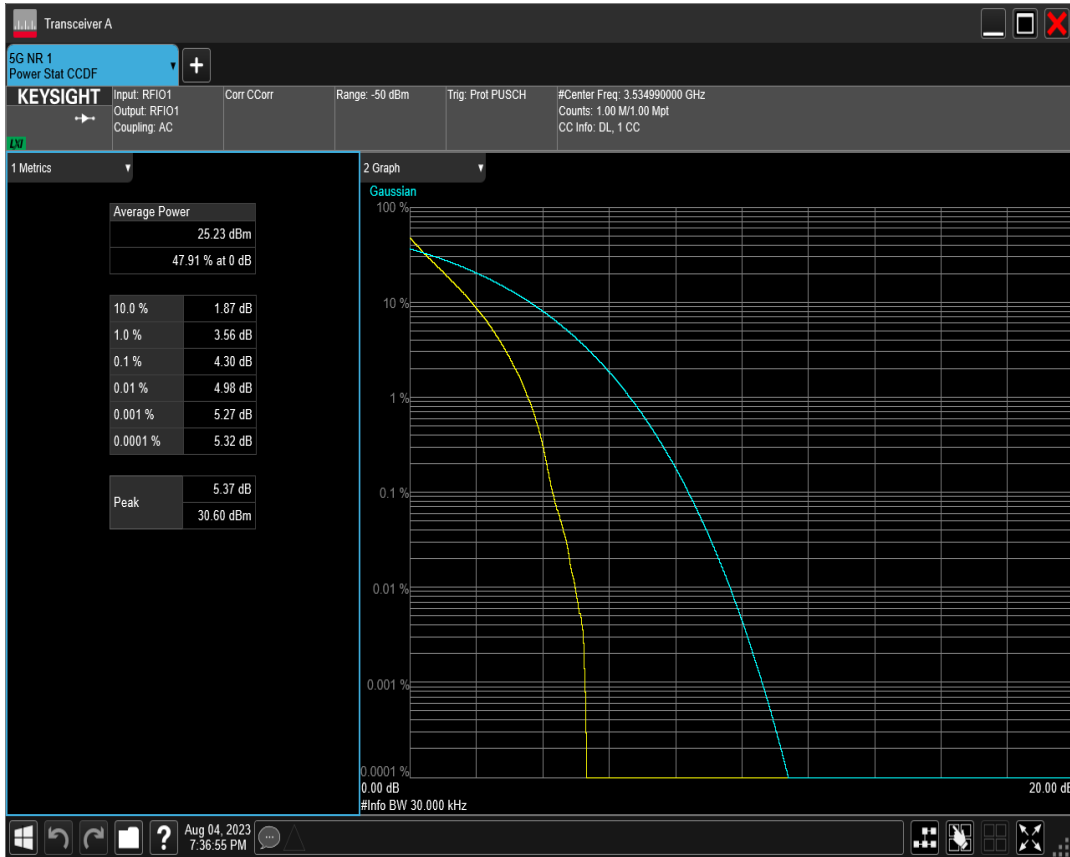 Transceiver A
5G NR 1
Power Stat CCDF
+
KEYSIGHT
LXI
Input: RFIO1
Output: RFIO1
Coupling: AC
Corr CCorr
Range: -50 dBm
Trig: Prot PUSCH
#Center Freq: 3.534990000 GHz
Counts: 1.00 M/1.00 Mpt
CC Info: DL, 1 CC
1 Metrics
Average Power
25.23 dBm
47.91 % at 0 dB
10.0 % 1.87 dB
1.0 % 3.56 dB
0.1 % 4.30 dB
0.01 % 4.98 dB
0.001 % 5.27 dB
0.0001 % 5.32 dB
Peak
5.37 dB
30.60 dBm
2 Graph
Gaussian
100 %
10 %
1 %
0.1 %
0.01 %
0.001 %
0.0001 %
0.00 dB
20.00 dB
#Info BW 30.000 kHz
?
Aug 04, 2023
7:36:55 PM